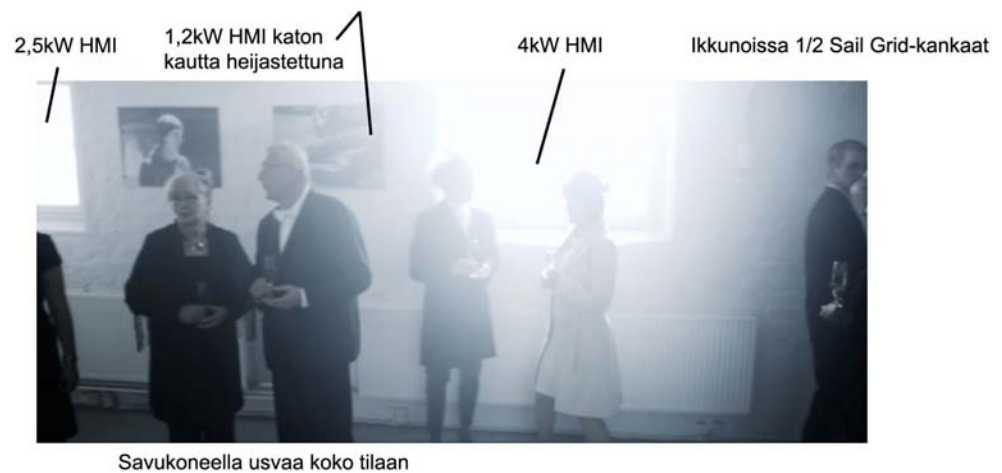 2,5kW HMI
1,2kW HMI katon
kautta heijastettuna
4kW HMI
Ikkunoissa 1/2 Sail Grid-kankaat
Savukoneella usvaa koko tilaan